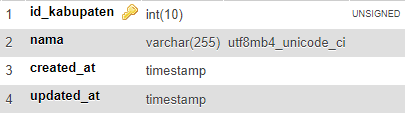 1 id_kabupaten int(10) UNSIGNED
2 nama varchar(255) utf8mb4_unicode_ci
3 created_at timestamp
4 updated_at timestamp